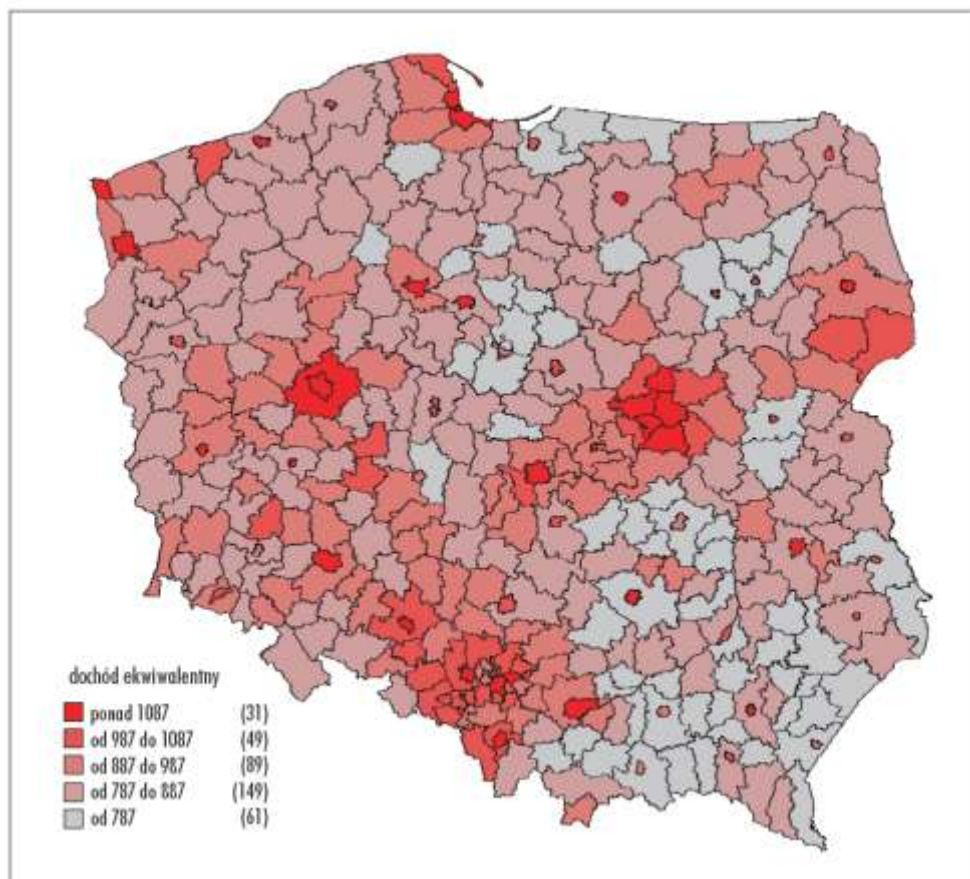 dochód ekwiwalentny
ponad 1087 (31)
od 987 do 1087 (49)
od 887 do 987 (89)
od 787 do 887 (149)
od 787 (61)